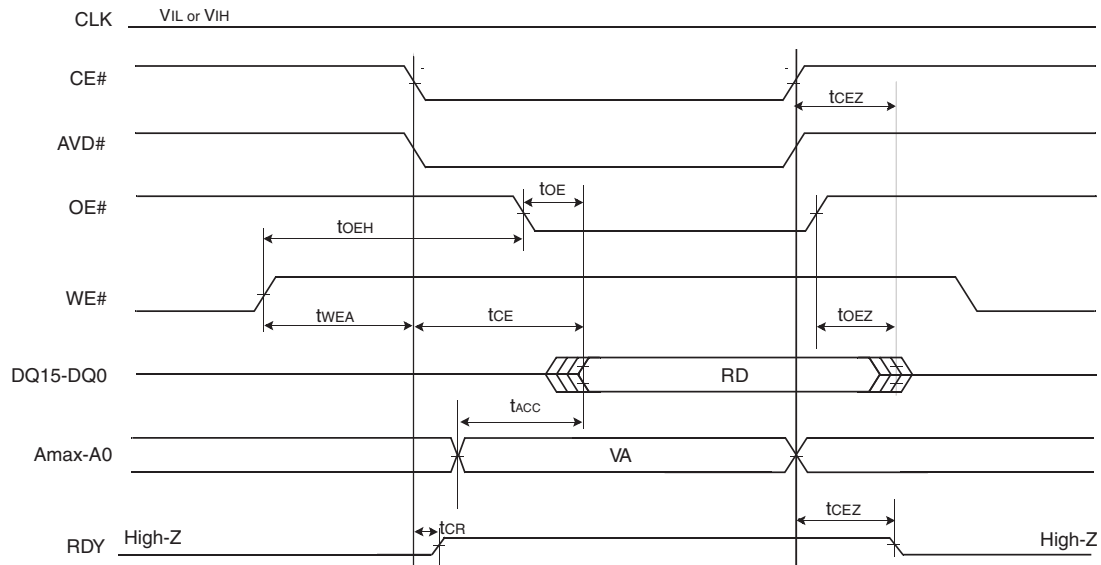 CLK VIL or VIH
CE#
tCEZ
AVD#
OE# tOE
tOEH
WE#
tWEA tCE tOEZ
DQ15-DQ0 RD
tACC
Amax-A0 VA
tCR tCEZ
RDY High-Z High-Z